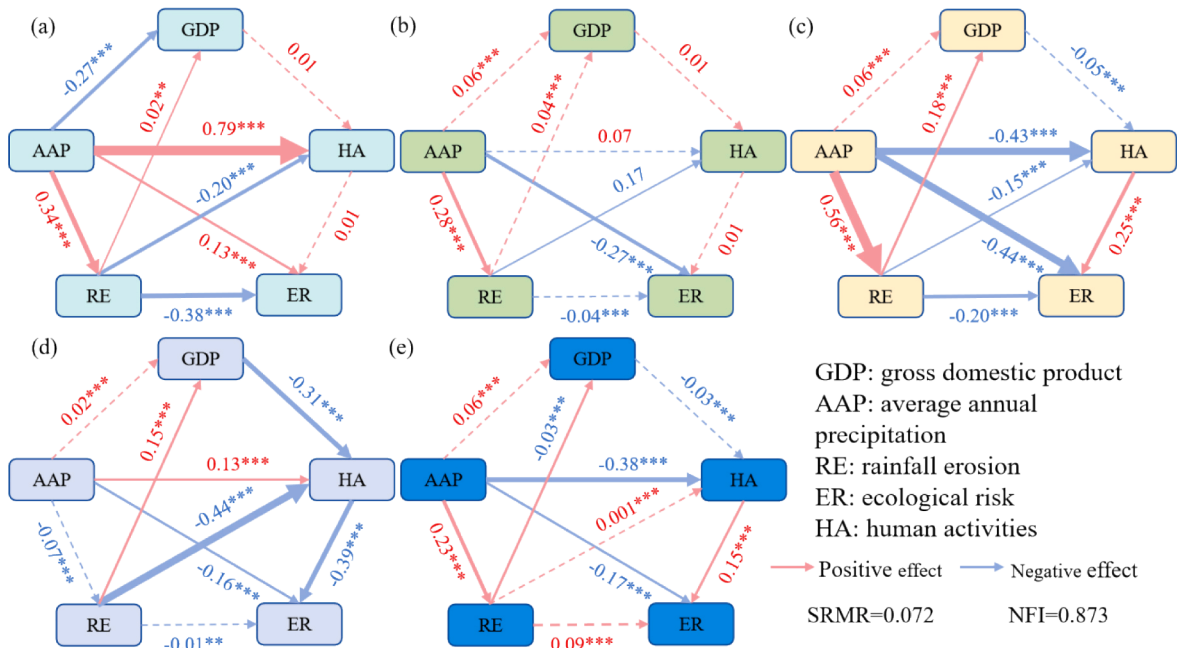 (a)
GDP
-0.27***
0.02**
0.01
AAP
0.79***
HA
0.34***
-0.20***
0.13***
0.01
RE
-0.38***
ER
(b)
GDP
0.06***
0.04***
0.01
AAP
0.07
HA
0.28***
0.17
-0.27***
0.01
RE
-0.04***
ER
(c)
GDP
0.06***
0.18***
-0.05***
AAP
-0.43***
HA
0.56***
-0.15***
-0.44***
0.25***
RE
-0.20***
ER
(d)
GDP
0.02***
0.15***
-0.31***
AAP
0.13***
HA
-0.07***
-0.44***
-0.16***
-0.39***
RE
-0.01**
ER
(e)
GDP
0.06***
-0.03***
-0.03***
AAP
-0.38***
HA
0.23***
0.001***
-0.17***
0.15***
RE
0.09***
ER
GDP: gross domestic product
AAP: average annual
precipitation
RE: rainfall erosion
ER: ecological risk
HA: human activities
Positive effect
Negative effect
SRMR=0.072
NFI=0.873